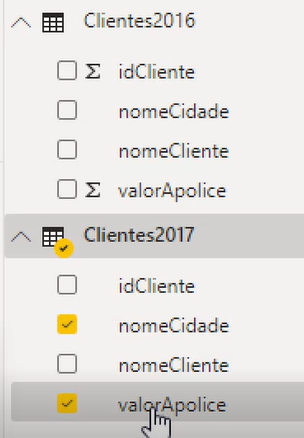 Clientes2016
Σ idCliente
nomeCidade
nomeCliente
Σ valorApolice
Clientes2017
idCliente
nomeCidade
nomeCliente
valorApolice